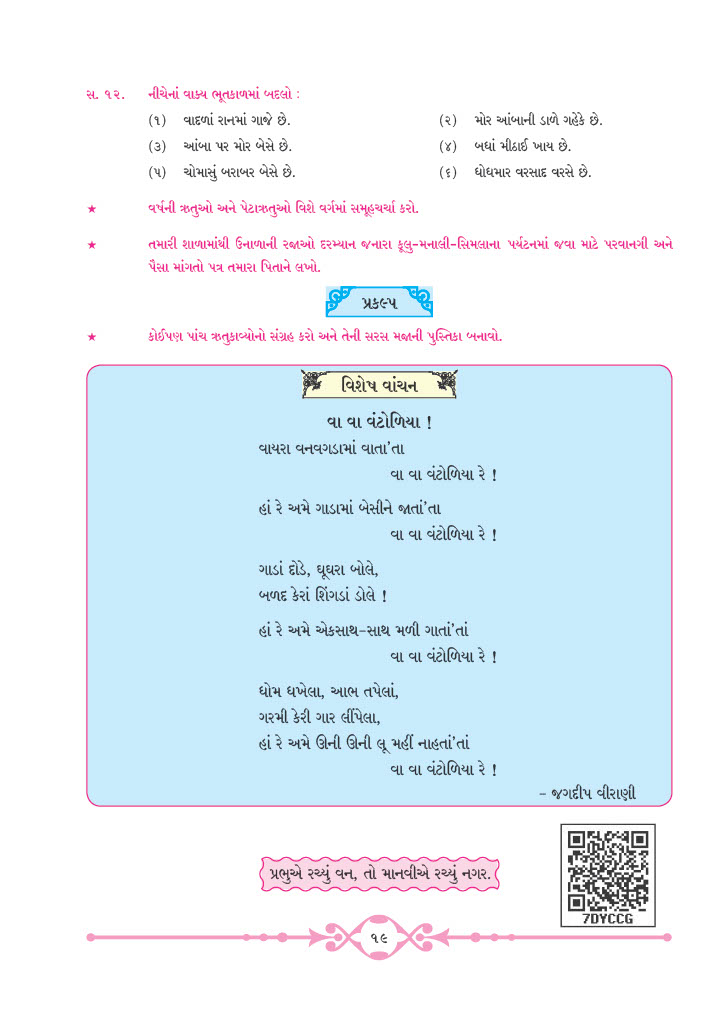 સ. ૧૨. નીચેનાં વાક્ય ભૂતકાળમાં બદલો :
(૧) વાદળાં રાનમાં ગાજે છે. (૨) મોર આંબાની ડાળે ગહેંકે છે.
(૩) આંબા પર મોર બેસે છે. (૪) બધાં મીઠાઈ ખાય છે.
(૫) ચોમાસું બરાબર બેસે છે. (૬) ધોધમાર વરસાદ વરસે છે.
★ વર્ષની ઋતુઓ અને પેટાઋતુઓ વિશે વર્ગમાં સમૂહચર્ચા કરો.
★ તમારી શાળામાંથી ઉનાળાની રજાઓ દરમ્યાન જનારા કૂલુ-મનાલી-સિમલાના પર્યટનમાં જવા માટે પરવાનગી અને
પૈસા માંગતો પત્ર તમારા પિતાને લખો.
પ્રકલ્પ
★ કોઈપણ પાંચ ઋતુકાવ્યોનો સંગ્રહ કરો અને તેની સરસ મજાની પુસ્તિકા બનાવો.
વિશેષ વાંચન
વા વા વંટોળિયા !
વાયરા વનવગડામાં વાતા'તા
વા વા વંટોળિયા રે !
હાં રે અમે ગાડામાં બેસીને જાતાં'તા
વા વા વંટોળિયા રે !
ગાડાં દોડે, ઘૂઘરા બોલે,
બળદ કેરાં શિંગડાં ડોલે !
હાં રે અમે એકસાથ-સાથ મળી ગાતાં'તાં
વા વા વંટોળિયા રે !
ધોમ ધખેલા, આભ તપેલાં,
ગરમી કેરી ગાર લીંપેલા,
હાં રે અમે ઊની ઊની લૂ મહીં નાહતાં'તાં
વા વા વંટોળિયા રે !
- જગદીપ વીરાણી
પ્રભુએ રચ્યું વન, તો માનવીએ રચ્યું નગર.
7DYCCG
૧૯